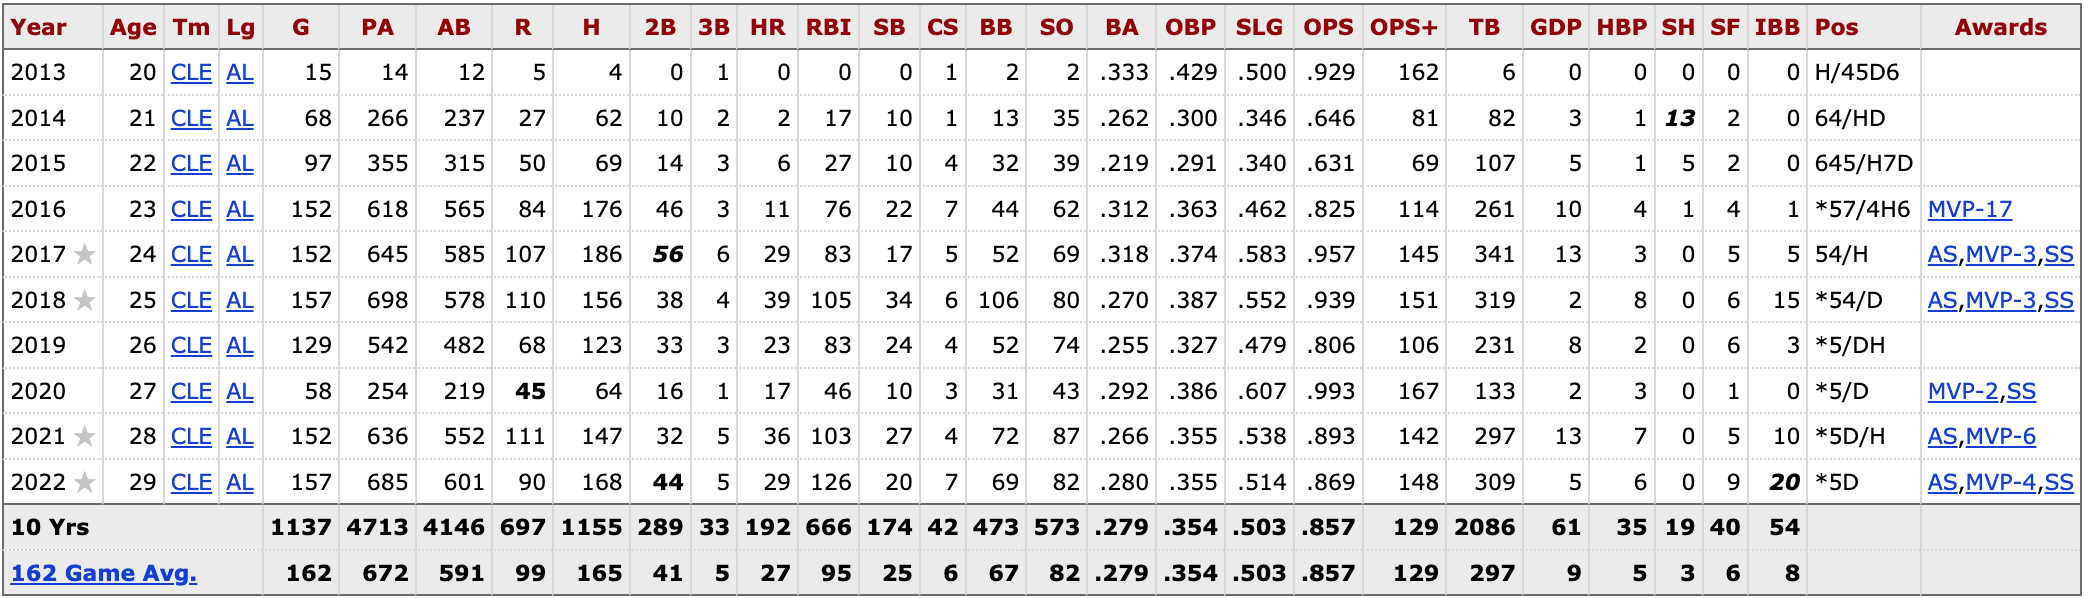 Year Age Tm Lg G PA AB R H 2B 3B HR RBI SB CS BB SO BA OBP SLG OPS OPS+ TB GDP HBP SH SF IBB Pos Awards
2013 20 CLE AL 15 14 12 5 4 0 1 0 0 0 1 2 2 .333 .429 .500 .929 162 6 0 0 0 0 0 H/45D6
2014 21 CLE AL 68 266 237 27 62 10 2 2 17 10 1 13 35 .262 .300 .346 .646 81 82 3 1 13 2 0 64/HD
2015 22 CLE AL 97 355 315 50 69 14 3 6 27 10 4 32 39 .219 .291 .340 .631 69 107 5 1 5 2 0 645/H7D
2016 23 CLE AL 152 618 565 84 176 46 3 11 76 22 7 44 62 .312 .363 .462 .825 114 261 10 4 1 4 1 *57/4H6 MVP-17
2017 ★ 24 CLE AL 152 645 585 107 186 56 6 29 83 17 5 52 69 .318 .374 .583 .957 145 341 13 3 0 5 5 54/H AS,MVP-3,SS
2018 ★ 25 CLE AL 157 698 578 110 156 38 4 39 105 34 6 106 80 .270 .387 .552 .939 151 319 2 8 0 6 15 *54/D AS,MVP-3,SS
2019 26 CLE AL 129 542 482 68 123 33 3 23 83 24 4 52 74 .255 .327 .479 .806 106 231 8 2 0 6 3 *5/DH
2020 27 CLE AL 58 254 219 45 64 16 1 17 46 10 3 31 43 .292 .386 .607 .993 167 133 2 3 0 1 0 *5/D MVP-2,SS
2021 ★ 28 CLE AL 152 636 552 111 147 32 5 36 103 27 4 72 87 .266 .355 .538 .893 142 297 13 7 0 5 10 *5D/H AS,MVP-6
2022 ★ 29 CLE AL 157 685 601 90 168 44 5 29 126 20 7 69 82 .280 .355 .514 .869 148 309 5 6 0 9 20 *5D AS,MVP-4,SS
10 Yrs 1137 4713 4146 697 1155 289 33 192 666 174 42 473 573 .279 .354 .503 .857 129 2086 61 35 19 40 54
162 Game Avg. 162 672 591 99 165 41 5 27 95 25 6 67 82 .279 .354 .503 .857 129 297 9 5 3 6 8